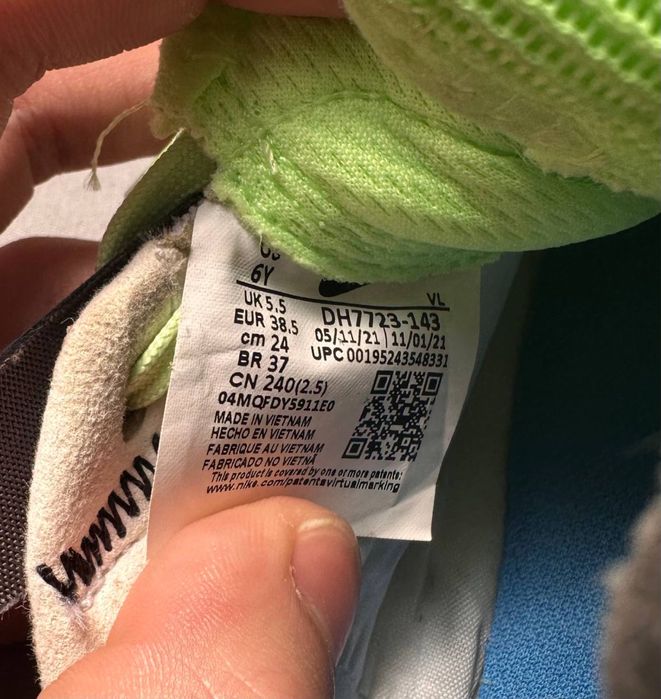 6Y
VL
UK 5.5
EUR 38.5
cm 24
BR 37
CN 240(2.5)
DH7723-143
05/11/21 | 11/01/21
UPC 00195243548331
04MQFDY5911E0
MADE IN VIETNAM
HECHO EN VIETNAM
FABRIQUE AU VIETNAM
FABRICADO NO VIETNÃ
This product is covered by one or more patents:
www.nike.com/patentsvirtualmarking